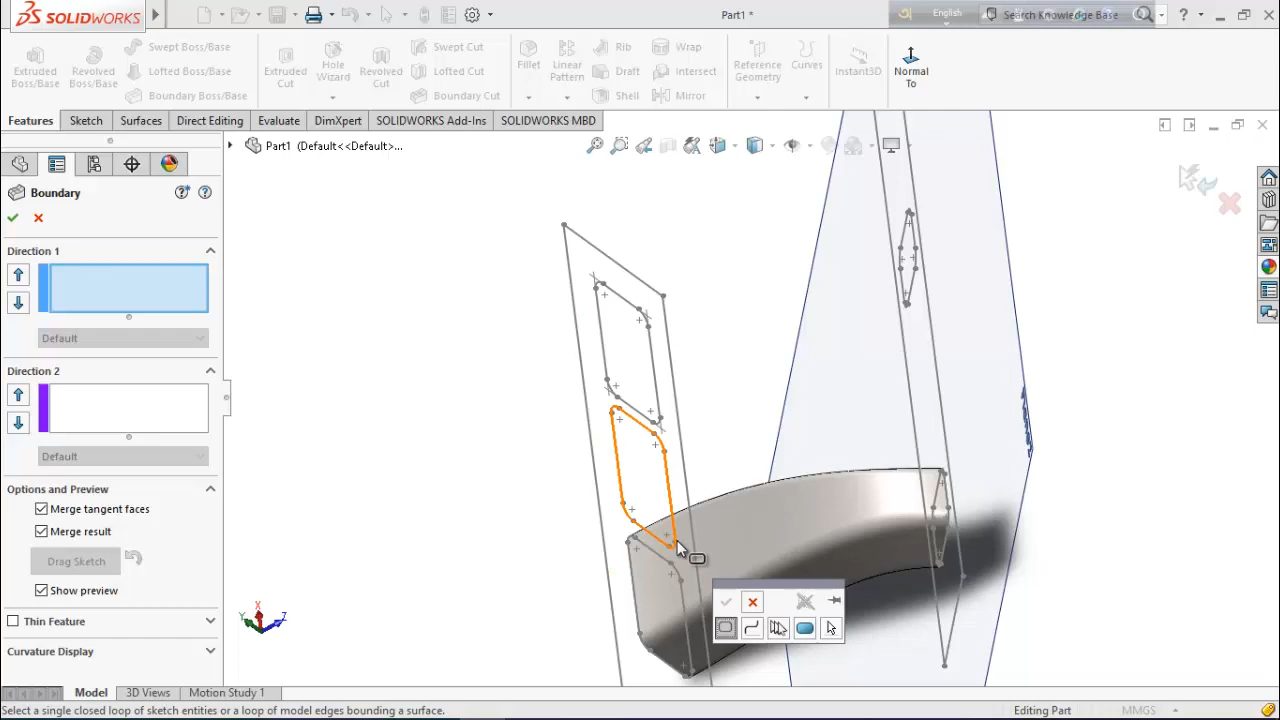 SOLIDWORKS
Part1 *
English
Search Knowledge Base
?
Extruded Boss/Base
Revolved Boss/Base
Swept Boss/Base
Lofted Boss/Base
Boundary Boss/Base
Extruded Cut
Hole Wizard
Revolved Cut
Swept Cut
Lofted Cut
Boundary Cut
Fillet
Linear Pattern
Rib
Draft
Shell
Wrap
Intersect
Mirror
Reference Geometry
Curves
Instant3D
Normal To
Features
Sketch
Surfaces
Direct Editing
Evaluate
DimXpert
SOLIDWORKS Add-Ins
SOLIDWORKS MBD
Part1 (Default<<Default>...
Boundary
Direction 1
Default
Direction 2
Default
Options and Preview
Merge tangent faces
Merge result
Drag Sketch
Show preview
Thin Feature
Curvature Display
X
Y
Z
Model
3D Views
Motion Study 1
Select a single closed loop of sketch entities or a loop of model edges bounding a surface.
Editing Part
MMGS